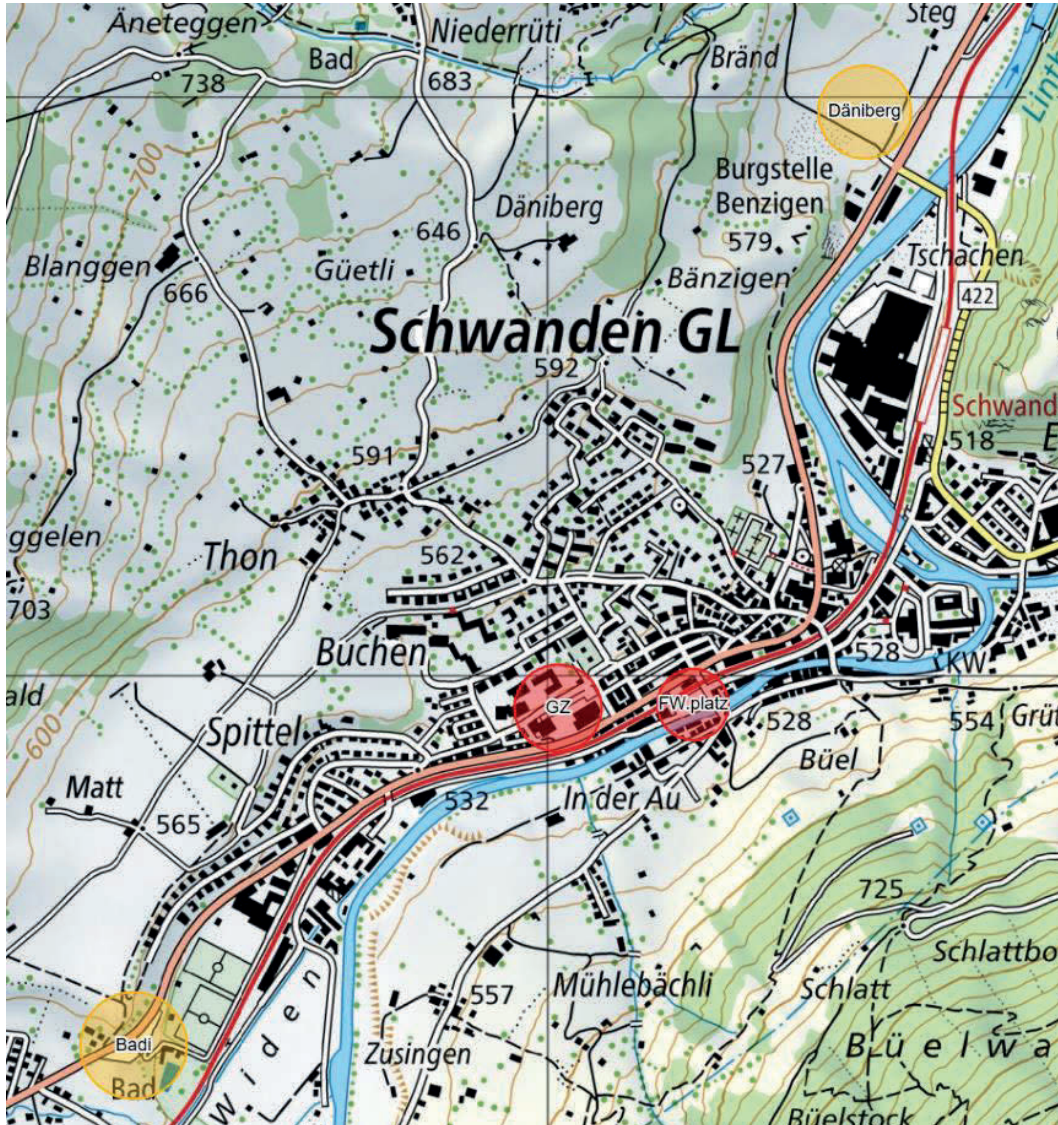 Äneteggen
Niederrüti
Steg
Bad
Bränd
738
683
Däniberg
700
Burgstelle
Benzigen
Däniberg
646
579
Tschachen
Blanggen
Güetli
Bänzigen
666
422
Schwanden GL
592
Schwand
518
591
527
Thon
562
ggelen
703
Buchen
528
KW
ald
GZ
FW.platz
Spittel
528
554
Grüt
600
Büel
Matt
532
In der Au
565
725
Schlattbo
557
Mühlebächli
Schlatt
Widen
Badi
Zusingen
Büelwa
Bad
Büelstock